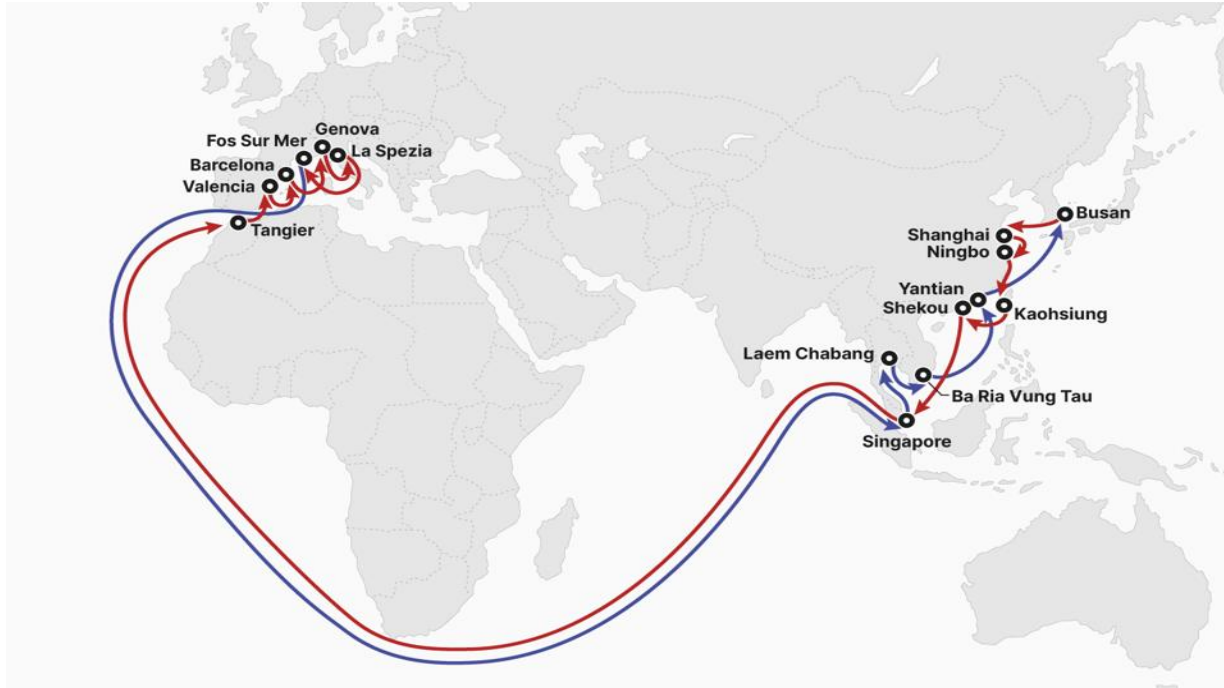 Genova
Fos Sur Mer
La Spezia
Barcelona
Valencia
Tangier
Busan
Shanghai
Ningbo
Yantian
Shekou
Kaohsiung
Laem Chabang
Ba Ria Vung Tau
Singapore